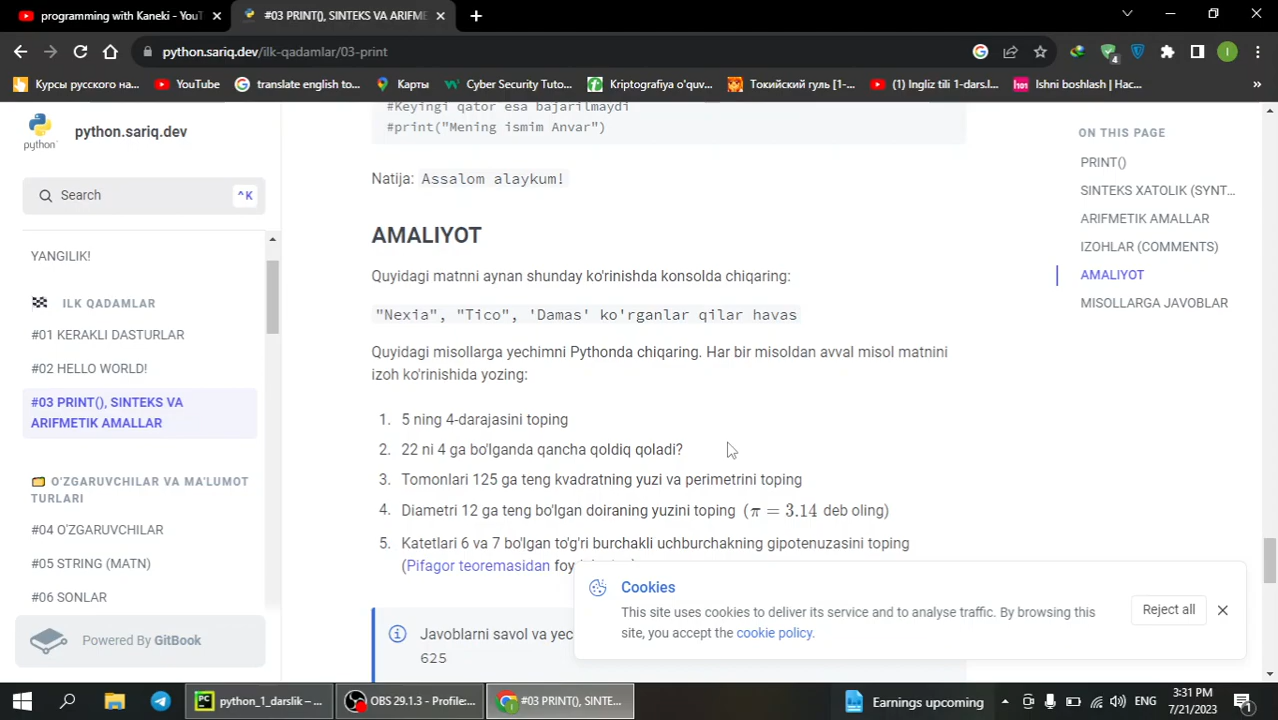 programming with Kaneki - YouT
#03 PRINT(), SINTEKS VA ARIFME
python.sariq.dev/ilk-qadamlar/03-print
Курсы русского на...
YouTube
translate english to...
Карты
Cyber Security Tuto...
Kriptografiya o'quv...
Токийский гуль [1-...
(1) Ingliz tili 1-dars.l...
Ishni boshlash | Hac...
»
python
python.sariq.dev
Search
^K
YANGILIK!
ILK QADAMLAR
#01 KERAKLI DASTURLAR
#02 HELLO WORLD!
#03 PRINT(), SINTEKS VA
ARIFMETIK AMALLAR
O'ZGARUVCHILAR VA MA'LUMOT
TURLARI
#04 O'ZGARUVCHILAR
#05 STRING (MATN)
#06 SONLAR
Powered By GitBook
#Keyingi qator esa bajarilmaydi
#print("Mening ismim Anvar")
Natija: Assalom alaykum!
AMALIYOT
Quyidagi matnni aynan shunday ko'rinishda konsolda chiqaring:
"Nexia", "Tico", 'Damas' ko'rganlar qilar havas
Quyidagi misollarga yechimni Pythonda chiqaring. Har bir misoldan avval misol matnini
izoh ko'rinishida yozing:
1. 5 ning 4-darajasini toping
2. 22 ni 4 ga bo'lganda qancha qoldiq qoladi?
3. Tomonlari 125 ga teng kvadratning yuzi va perimetrini toping
4. Diametri 12 ga teng bo'lgan doiraning yuzini toping (π = 3.14 deb oling)
5. Katetlari 6 va 7 bo'lgan to'g'ri burchakli uchburchakning gipotenuzasini toping
(Pifagor teoremasidan foy
Javoblarni savol va yec
625
ON THIS PAGE
PRINT()
SINTEKS XATOLIK (SYNT...
ARIFMETIK AMALLAR
IZOHLAR (COMMENTS)
AMALIYOT
MISOLLARGA JAVOBLAR
Cookies
This site uses cookies to deliver its service and to analyse traffic. By browsing this
site, you accept the cookie policy.
Reject all
python_1_darslik – ...
OBS 29.1.3 - Profile:...
#03 PRINT(), SINTE...
Earnings upcoming
ENG
3:31 PM
7/21/2023